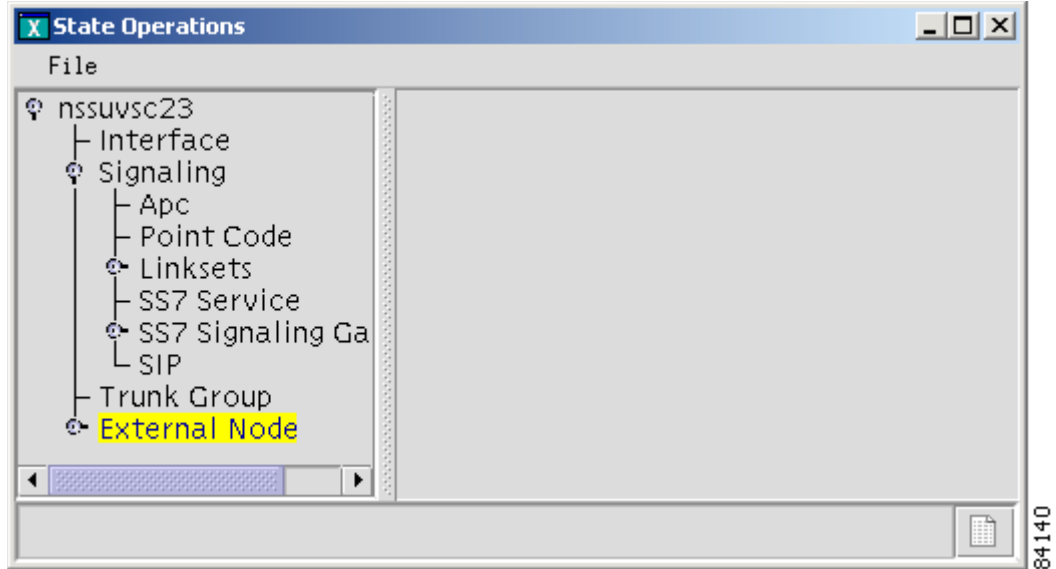 State Operations
File
nssuvsc23
Interface
Signaling
Apc
Point Code
Linksets
SS7 Service
SS7 Signaling Ga
SIP
Trunk Group
External Node
84140